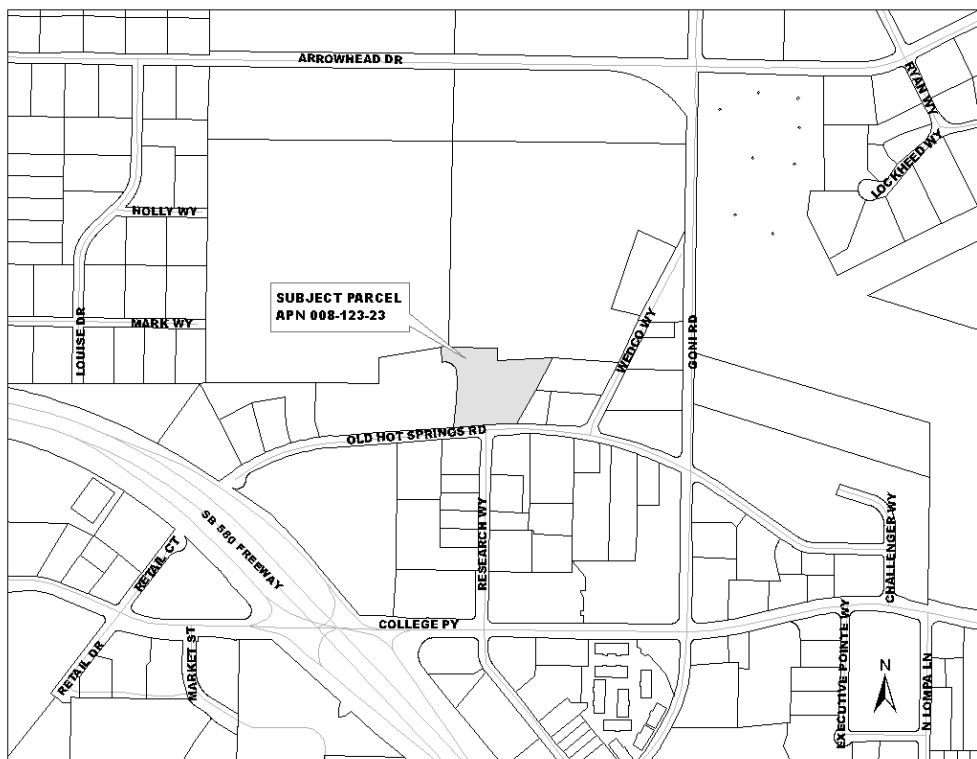 ARROWHEAD DR
RYAN WY
LOCKHEED WY
HOLLY WY
SUBJECT PARCEL
APN 008-123-23
MARK WY
LOUISE DR
WEDCO WY
GONI RD
OLD HOT SPRINGS RD
SB 580 FREEWAY
RESEARCH WY
CHALLENGER WY
RETAIL CT
COLLEGE PY
RETAIL DR
MARKET ST
EXECUTIVE POINTE WY
N LOMPA LN
N